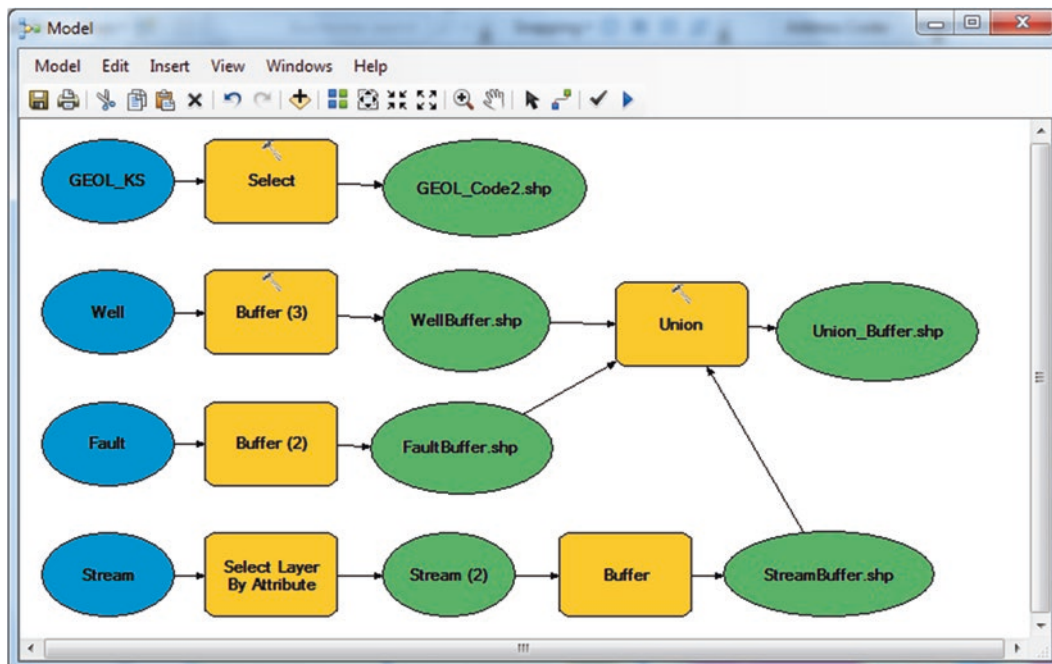 Model
Model Edit Insert View Windows Help
GEOL_KS
Select
GEOL_Code2.shp
Well
Buffer (3)
WellBuffer.shp
Union
Union_Buffer.shp
Fault
Buffer (2)
FaultBuffer.shp
Stream
Select Layer
By Attribute
Stream (2)
Buffer
StreamBuffer.shp